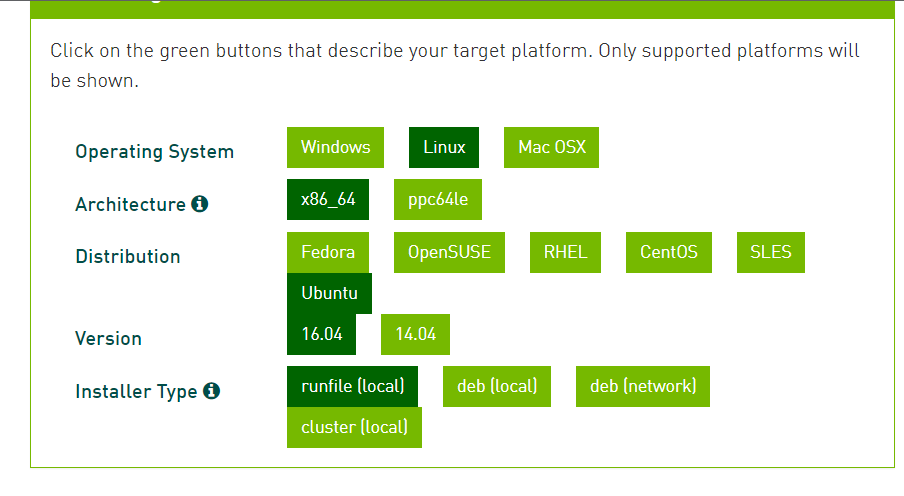 Click on the green buttons that describe your target platform. Only supported platforms will
be shown.
Operating System Windows Linux Mac OSX
Architecture x86_64 ppc64le
Distribution Fedora OpenSUSE RHEL CentOS SLES
Ubuntu
Version 16.04 14.04
Installer Type runfile (local) deb (local) deb (network)
cluster (local)